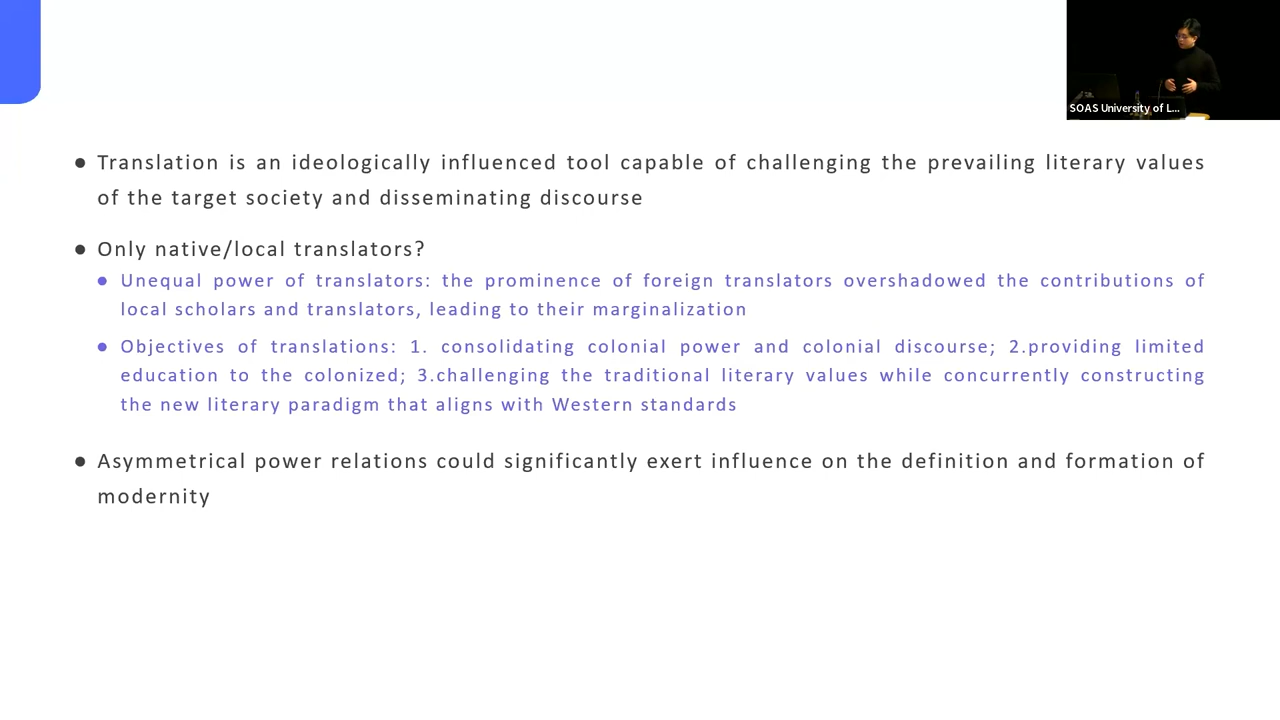 SOAS University of L...
● Translation is an ideologically influenced tool capable of challenging the prevailing literary values
of the target society and disseminating discourse
● Only native/local translators?
● Unequal power of translators: the prominence of foreign translators overshadowed the contributions of
local scholars and translators, leading to their marginalization
● Objectives of translations: 1. consolidating colonial power and colonial discourse; 2.providing limited
education to the colonized; 3.challenging the traditional literary values while concurrently constructing
the new literary paradigm that aligns with Western standards
● Asymmetrical power relations could significantly exert influence on the definition and formation of
modernity